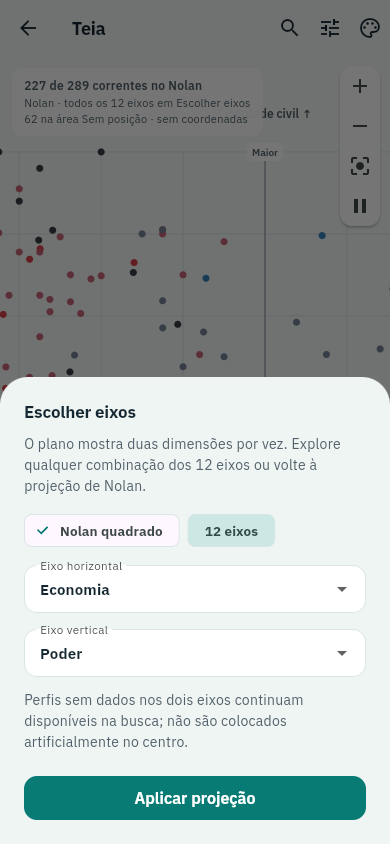 Teia
227 de 289 correntes no Nolan
Nolan · todos os 12 eixos em Escolher eixos
62 na área Sem posição · sem coordenadas
de civil ↑
Maior
Escolher eixos
O plano mostra duas dimensões por vez. Explore
qualquer combinação dos 12 eixos ou volte à
projeção de Nolan.
Nolan quadrado
12 eixos
Eixo horizontal
Economia
Eixo vertical
Poder
Perfis sem dados nos dois eixos continuam
disponíveis na busca; não são colocados
artificialmente no centro.
Aplicar projeção